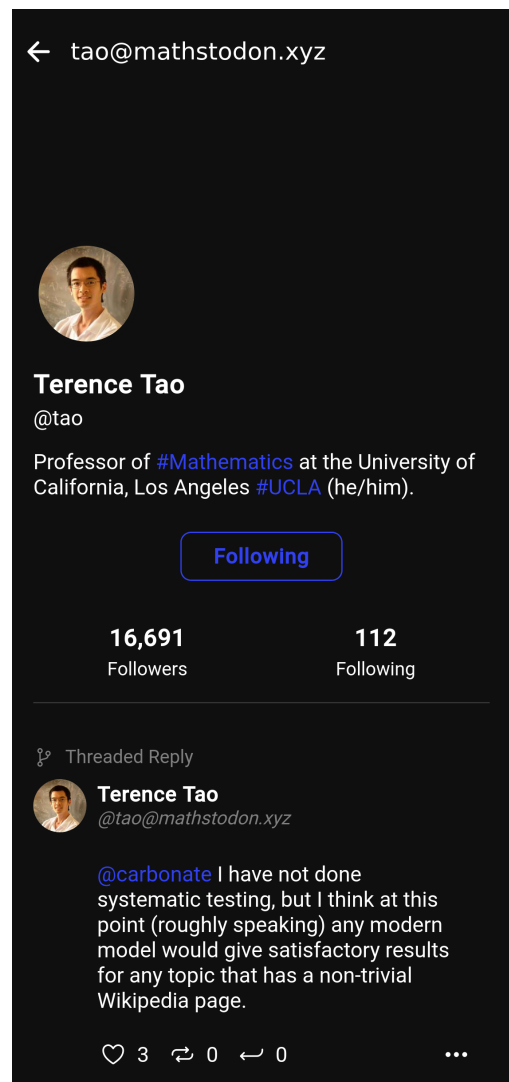 tao@mathstodon.xyz
Terence Tao
@tao
Professor of #Mathematics at the University of
California, Los Angeles #UCLA (he/him).
Following
16,691 112
Followers Following
Threaded Reply
Terence Tao
@tao@mathstodon.xyz
@carbonate I have not done
systematic testing, but I think at this
point (roughly speaking) any modern
model would give satisfactory results
for any topic that has a non-trivial
Wikipedia page.
3 0 0